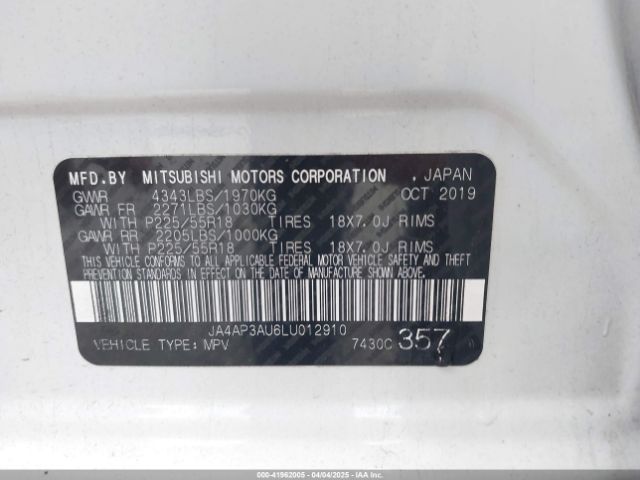 MFD.BY MITSUBISHI MOTORS CORPORATION , JAPAN
GVWR 4343LBS/1970KG OCT 2019
GAWR FR 2271LBS/1030KG
WITH P225/55R18 TIRES 18X7.0J RIMS
GAWR RR 2205LBS/1000KG
WITH P225/55R18 TIRES 18X7.0J RIMS
THIS VEHICLE CONFORMS TO ALL APPLICABLE FEDERAL MOTOR VEHICLE SAFETY AND THEFT
PREVENTION STANDARDS IN EFFECT ON THE DATE OF MANUFACTURE SHOWN ABOVE.
JA4AP3AU6LU012910
VEHICLE TYPE: MPV 7430C 357
000-41962005 - 04/04/2025 - IAAI.COM